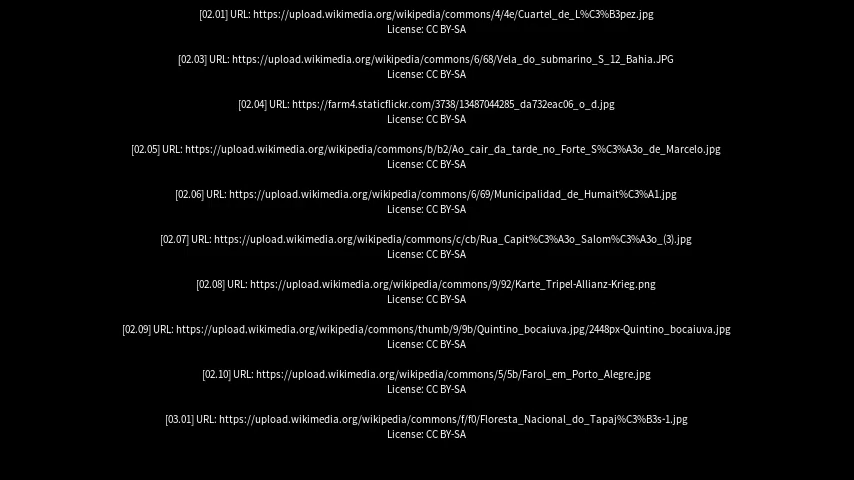 [02.01] URL: https://upload.wikimedia.org/wikipedia/commons/4/4e/Cuartel_de_L%C3%B3pez.jpg
License: CC BY-SA
[02.03] URL: https://upload.wikimedia.org/wikipedia/commons/6/68/Vela_do_submarino_S_12_Bahia.JPG
License: CC BY-SA
[02.04] URL: https://farm4.staticflickr.com/3738/13487044285_da732eac06_o_d.jpg
License: CC BY-SA
[02.05] URL: https://upload.wikimedia.org/wikipedia/commons/b/b2/Ao_cair_da_tarde_no_Forte_S%C3%A3o_de_Marcelo.jpg
License: CC BY-SA
[02.06] URL: https://upload.wikimedia.org/wikipedia/commons/6/69/Municipalidad_de_Humait%C3%A1.jpg
License: CC BY-SA
[02.07] URL: https://upload.wikimedia.org/wikipedia/commons/c/cb/Rua_Capit%C3%A3o_Salom%C3%A3o_(3).jpg
License: CC BY-SA
[02.08] URL: https://upload.wikimedia.org/wikipedia/commons/9/92/Karte_Tripel-Allianz-Krieg.png
License: CC BY-SA
[02.09] URL: https://upload.wikimedia.org/wikipedia/commons/thumb/9/9b/Quintino_bocaiuva.jpg/2448px-Quintino_bocaiuva.jpg
License: CC BY-SA
[02.10] URL: https://upload.wikimedia.org/wikipedia/commons/5/5b/Farol_em_Porto_Alegre.jpg
License: CC BY-SA
[03.01] URL: https://upload.wikimedia.org/wikipedia/commons/f/f0/Floresta_Nacional_do_Tapaj%C3%B3s-1.jpg
License: CC BY-SA